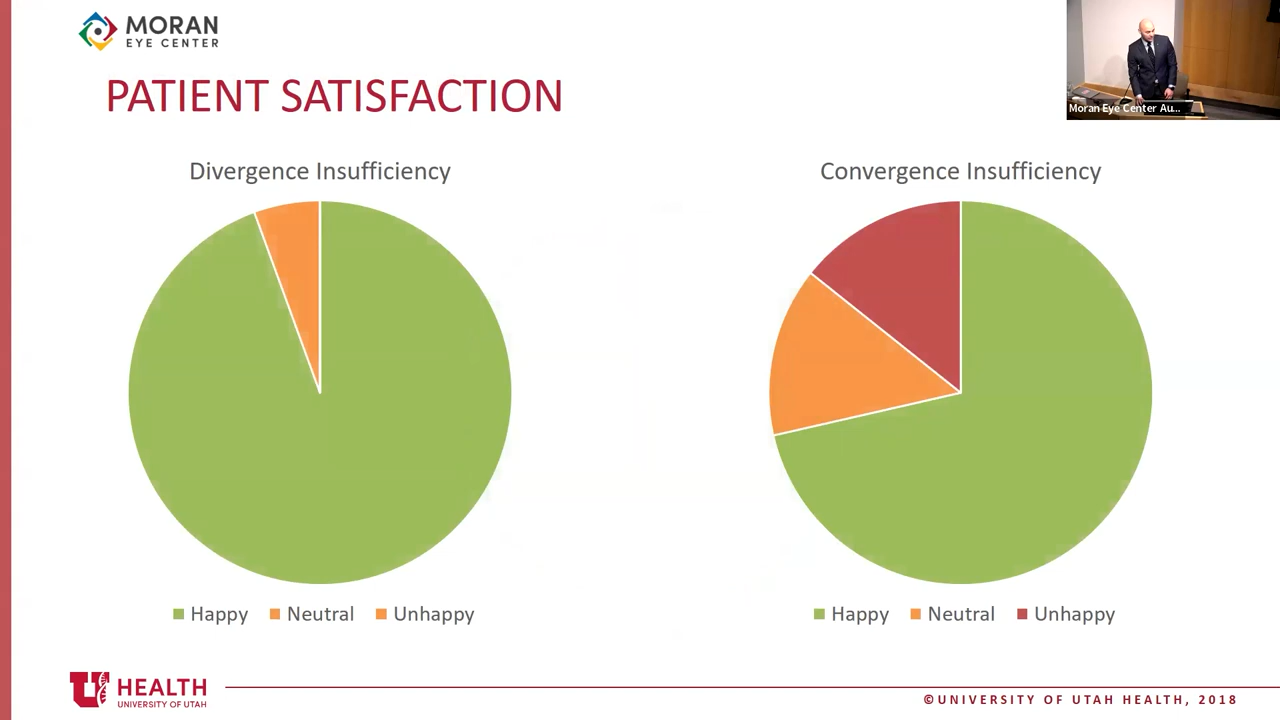 MORAN
EYE CENTER
PATIENT SATISFACTION
Moran Eye Center Au...
Divergence Insufficiency
Convergence Insufficiency
Happy Neutral Unhappy
Happy Neutral Unhappy
U HEALTH
UNIVERSITY OF UTAH
©UNIVERSITY OF UTAH HEALTH, 2018